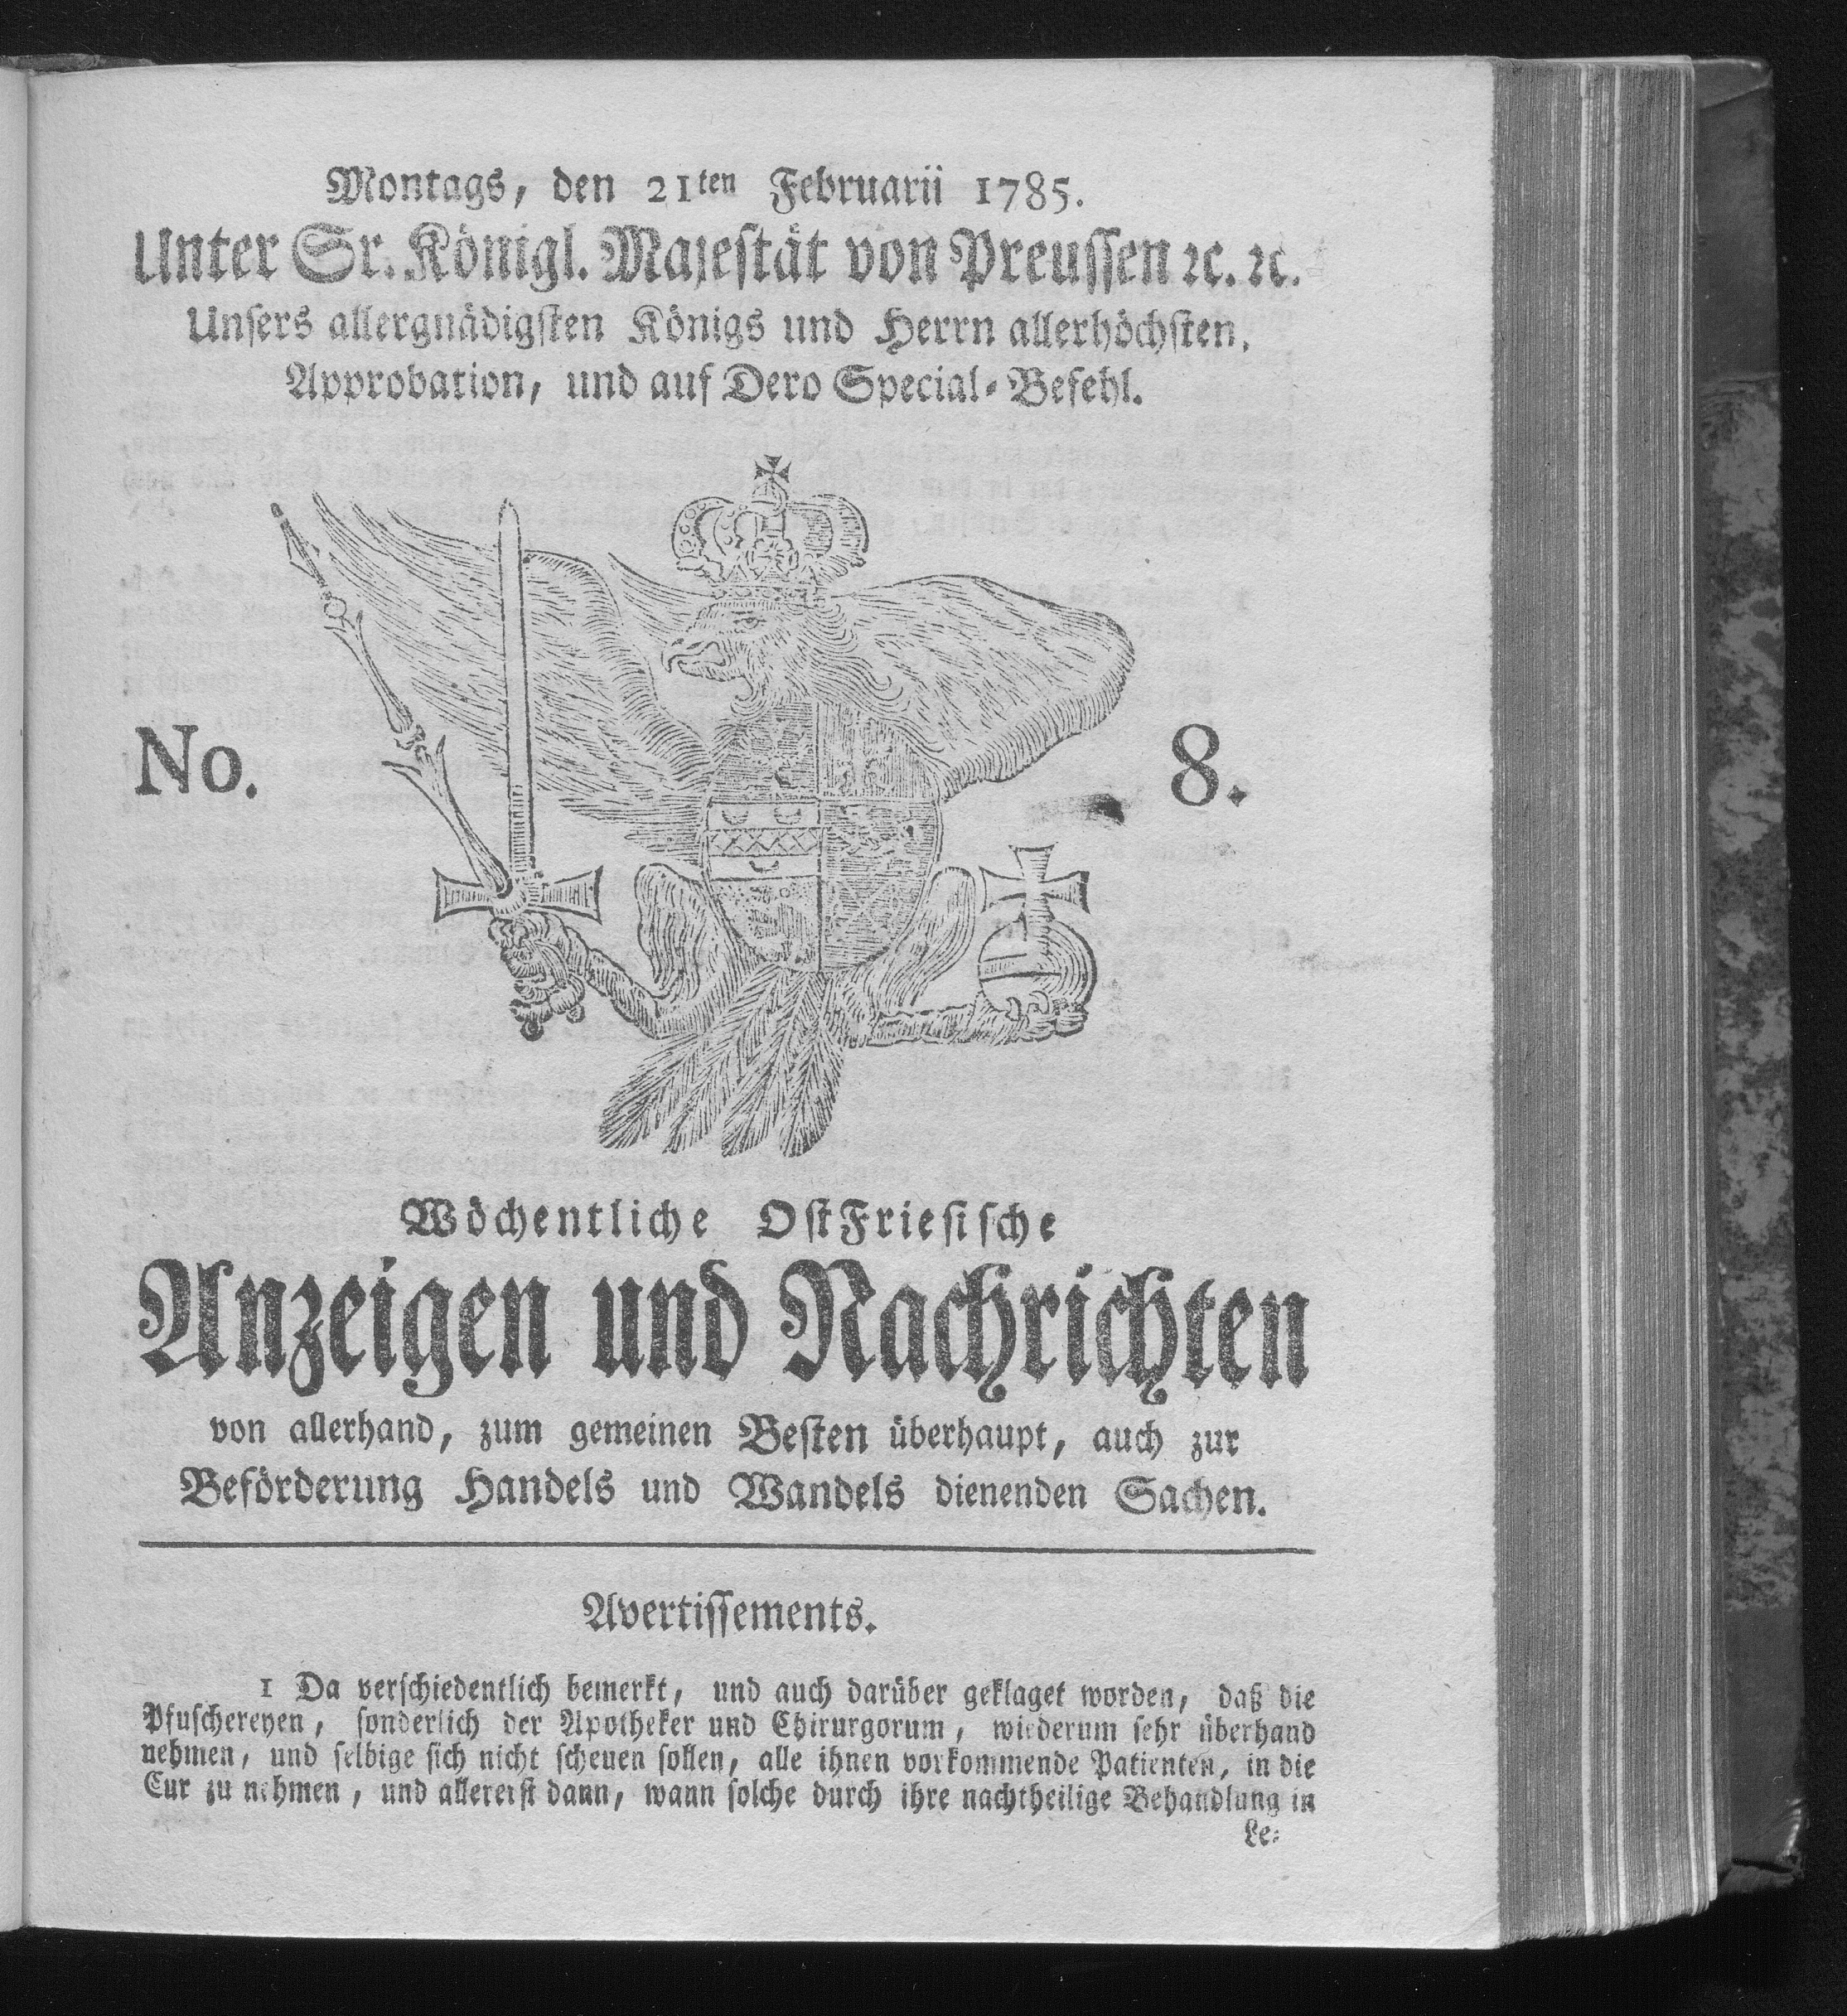 Montags, den 21ten Februarii 1785.
Unter Sr. Königl. Majestät von Preussen ꝛc. ꝛc.
Unsers allergnädigsten Königs und Herrn allerhöchsten,
Approbation, und auf Dero Special-Befehl.
No. 8.
Wöchentliche OstFriesische
Anzeigen und Nachrichten
von allerhand, zum gemeinen Besten überhaupt, auch zur
Beförderung Handels und Wandels dienenden Sachen.
Avertissements.
1 Da verschiedentlich bemerkt, und auch darüber geklaget worden, daß die
Pfuschereyen, sonderlich der Apotheker und Chirurgorum, wiederum sehr überhand
nehmen, und selbige sich nicht scheuen sollen, alle ihnen vorkommende Patienten, in die
Cur zu nehmen, und allererst dann, wann solche durch ihre nachtheilige Behandlung in
Le-